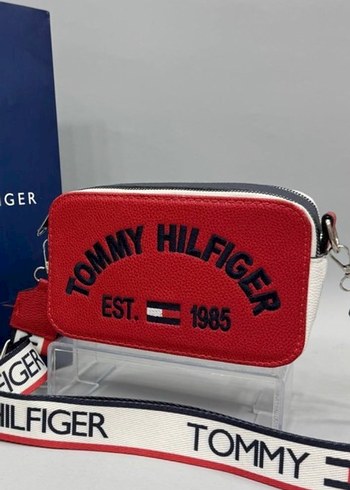 IGER
TOMMY HILFIGER
EST. 1985
FIGER
HILFIGER TOMMY